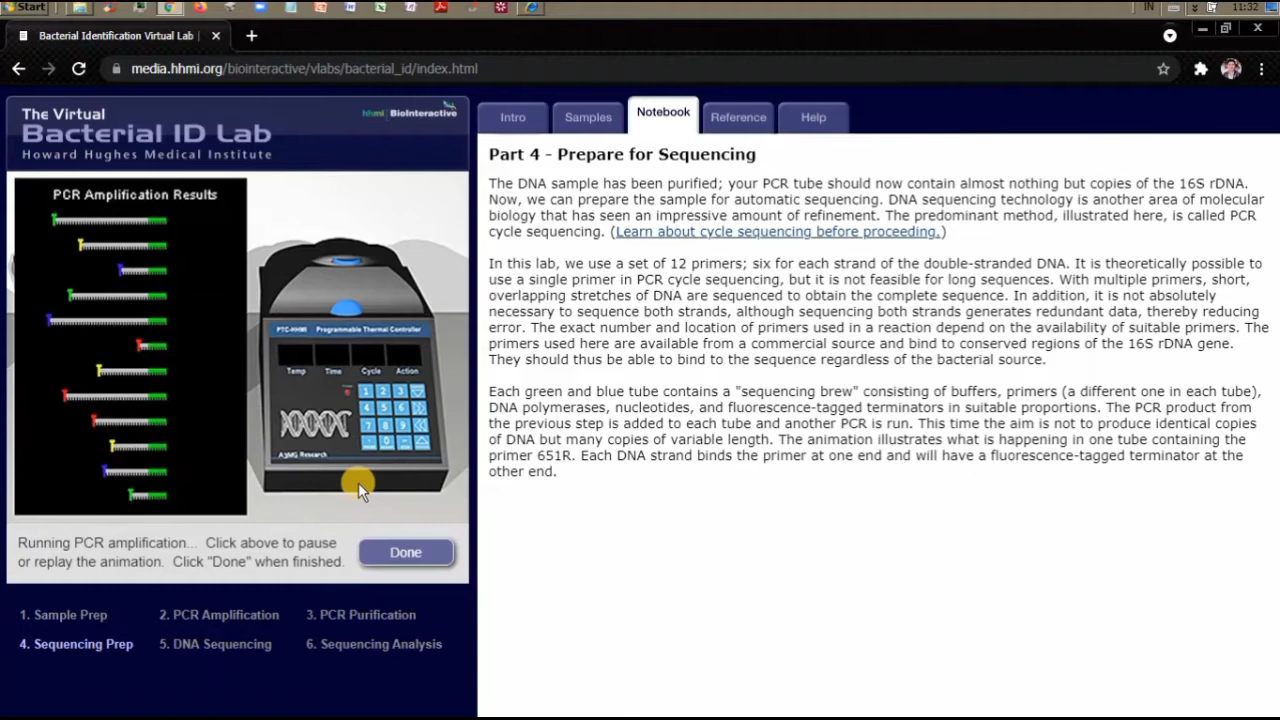 Start
IN
11:32
Bacterial Identification Virtual Lab
media.hhmi.org/biointeractive/vlabs/bacterial_id/index.html
The Virtual
Bacterial ID Lab
Howard Hughes Medical Institute
hhmi BioInteractive
Intro
Samples
Notebook
Reference
Help
PCR Amplification Results
PTC-HHMI Programmable Thermal Controller
Temp Time Cycle Action
1 2 3
4 5 6
7 8 9
0
A3MG Research
Running PCR amplification... Click above to pause
or replay the animation. Click "Done" when finished.
Done
1. Sample Prep
2. PCR Amplification
3. PCR Purification
4. Sequencing Prep
5. DNA Sequencing
6. Sequencing Analysis
Part 4 - Prepare for Sequencing
The DNA sample has been purified; your PCR tube should now contain almost nothing but copies of the 16S rDNA.
Now, we can prepare the sample for automatic sequencing. DNA sequencing technology is another area of molecular
biology that has seen an impressive amount of refinement. The predominant method, illustrated here, is called PCR
cycle sequencing. (Learn about cycle sequencing before proceeding.)
In this lab, we use a set of 12 primers; six for each strand of the double-stranded DNA. It is theoretically possible to
use a single primer in PCR cycle sequencing, but it is not feasible for long sequences. With multiple primers, short,
overlapping stretches of DNA are sequenced to obtain the complete sequence. In addition, it is not absolutely
necessary to sequence both strands, although sequencing both strands generates redundant data, thereby reducing
error. The exact number and location of primers used in a reaction depend on the availability of suitable primers. The
primers used here are available from a commercial source and bind to conserved regions of the 16S rDNA gene.
They should thus be able to bind to the sequence regardless of the bacterial source.
Each green and blue tube contains a "sequencing brew" consisting of buffers, primers (a different one in each tube),
DNA polymerases, nucleotides, and fluorescence-tagged terminators in suitable proportions. The PCR product from
the previous step is added to each tube and another PCR is run. This time the aim is not to produce identical copies
of DNA but many copies of variable length. The animation illustrates what is happening in one tube containing the
primer 651R. Each DNA strand binds the primer at one end and will have a fluorescence-tagged terminator at the
other end.